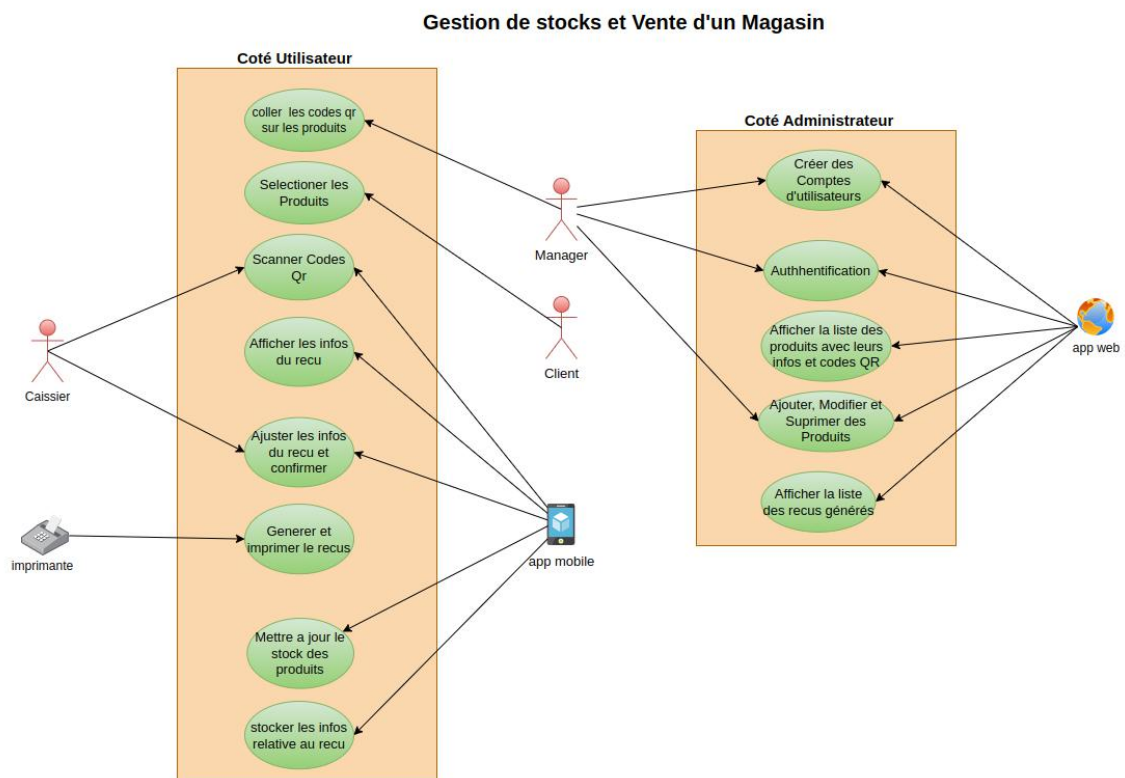 Gestion de stocks et Vente d'un Magasin
Coté Utilisateur
coller les codes qr
sur les produits
Selectioner les
Produits
Scanner Codes
Qr
Afficher les infos
du recu
Ajuster les infos
du recu et
confirmer
Generer et
imprimer le recus
Mettre a jour le
stock des
produits
stocker les infos
relative au recu
Caissier
imprimante
Manager
Client
app mobile
Coté Administrateur
Créer des
Comptes
d'utilisateurs
Authhentification
Afficher la liste des
produits avec leurs
infos et codes QR
Ajouter, Modifier et
Suprimer des
Produits
Afficher la liste
des recus générés
app web